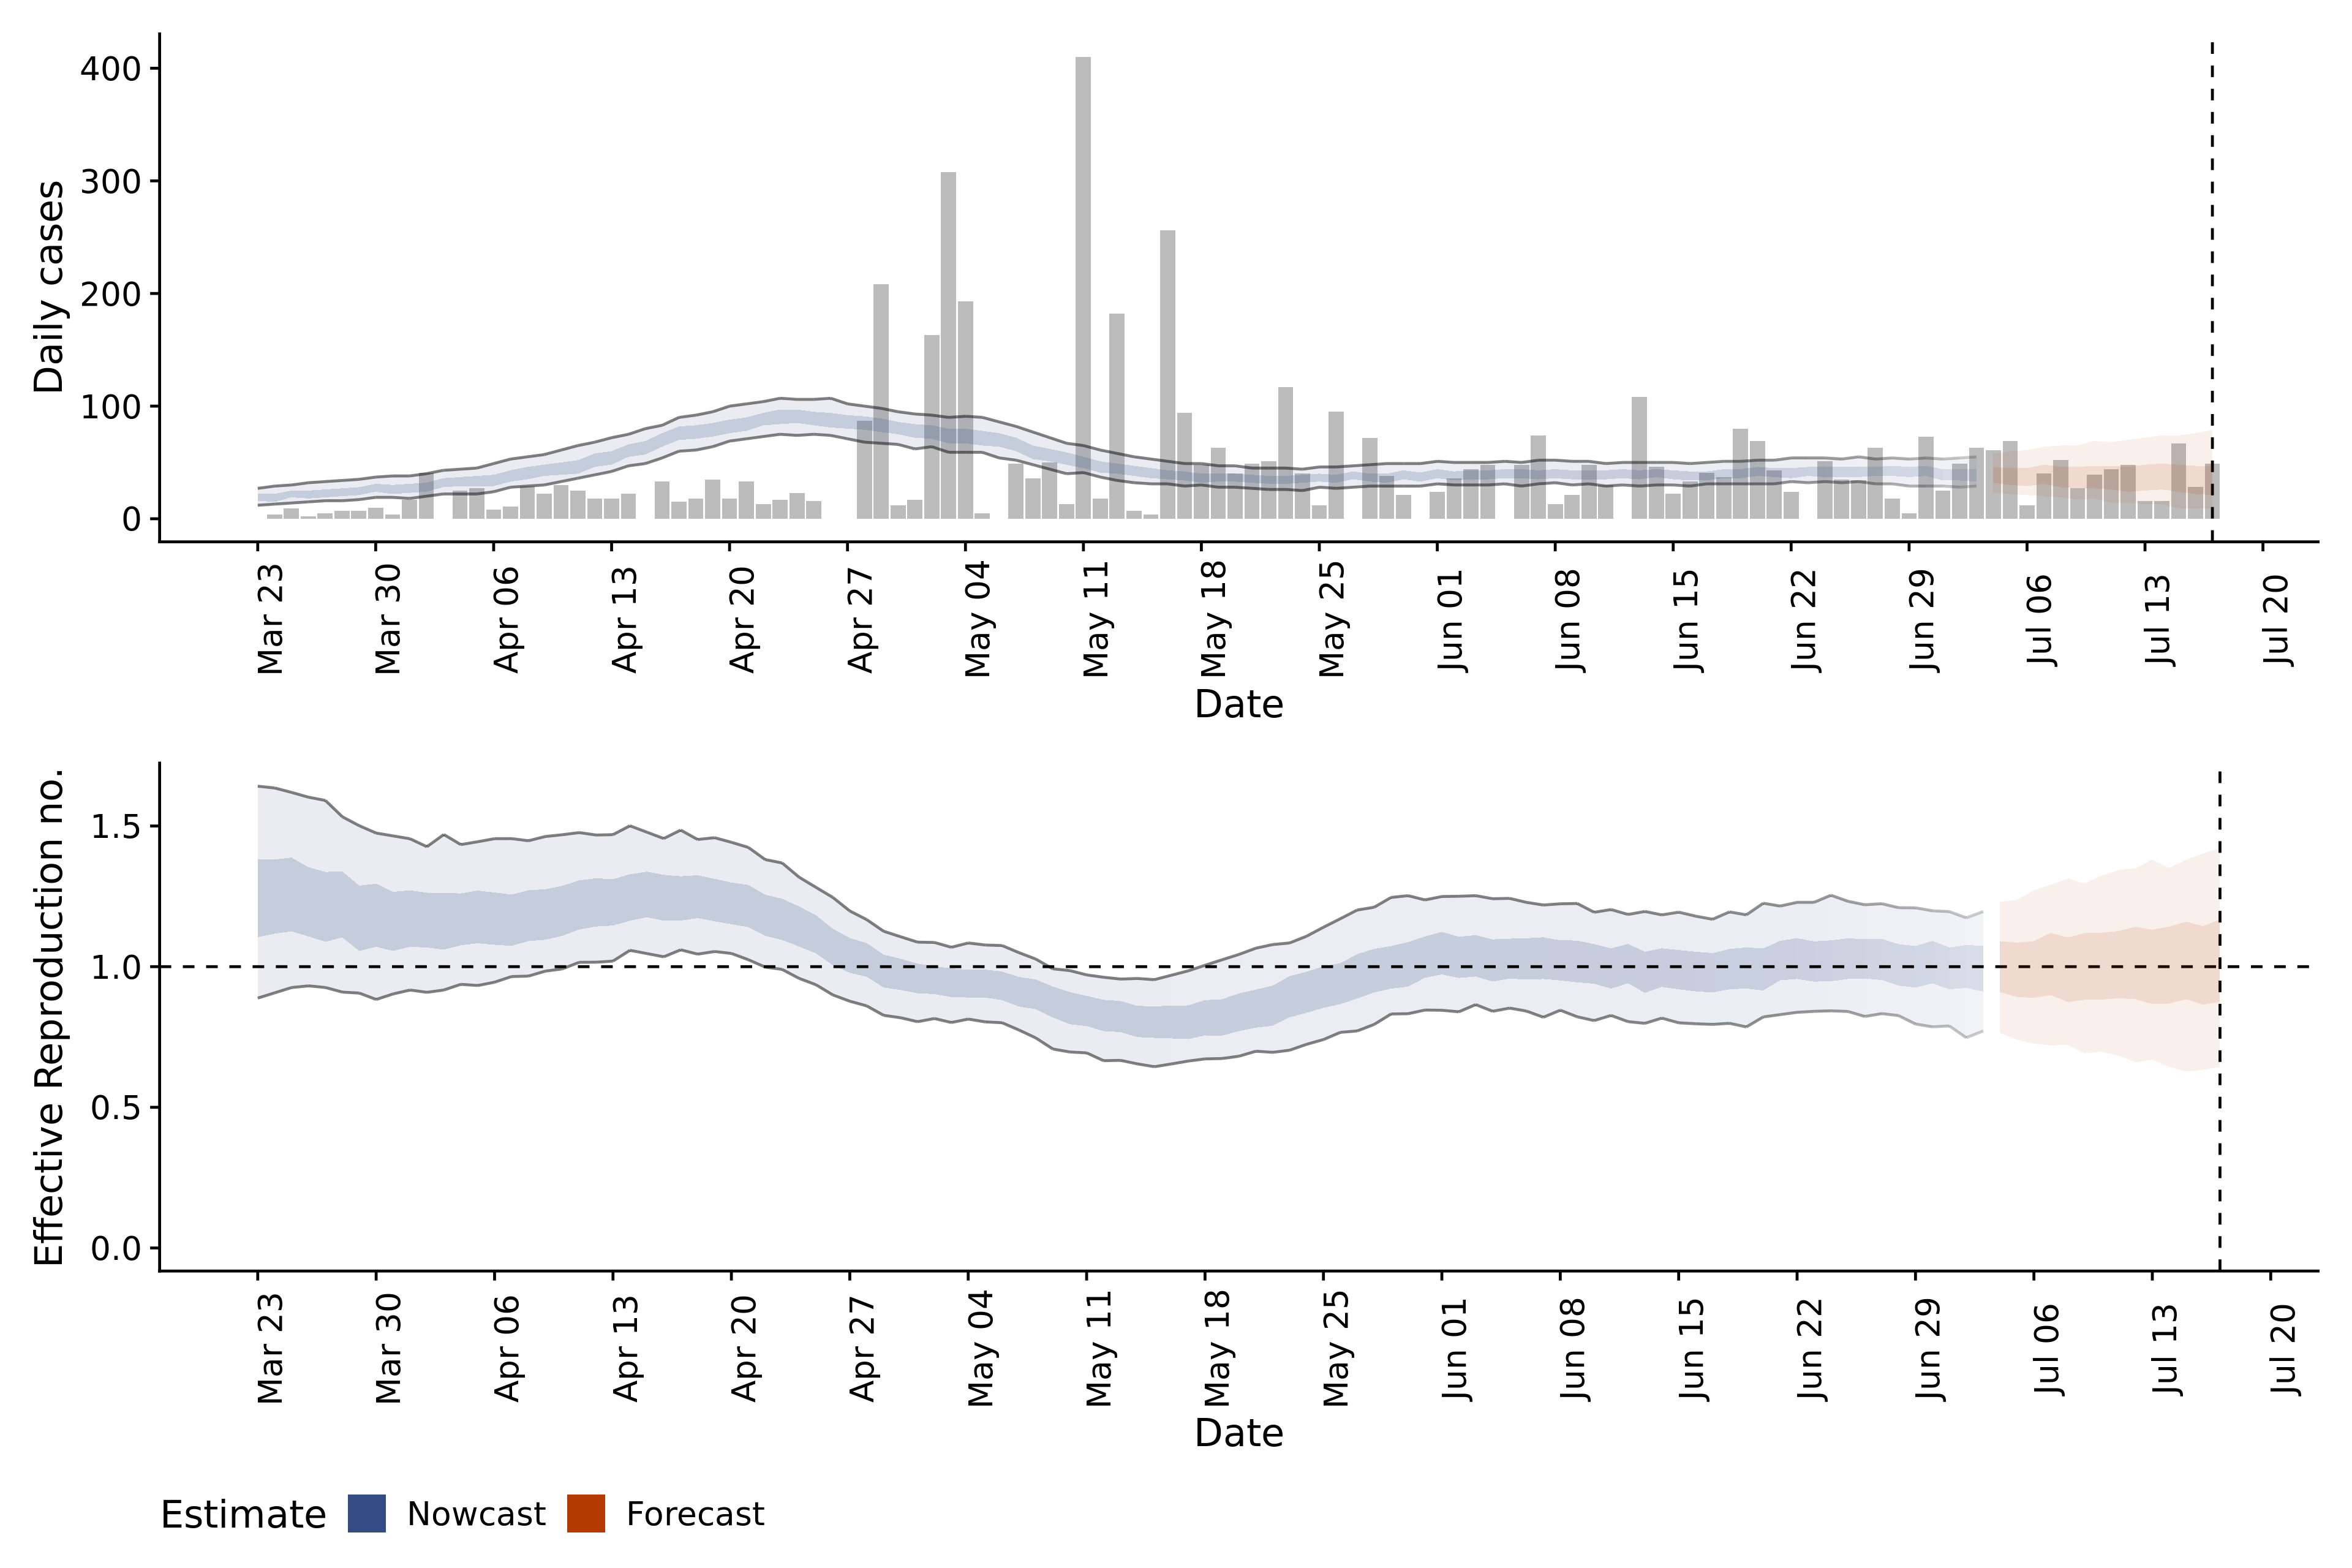 Daily cases
400
300
200
100
0
Mar 23
Mar 30
Apr 06
Apr 13
Apr 20
Apr 27
May 04
May 11
May 18
May 25
Jun 01
Jun 08
Jun 15
Jun 22
Jun 29
Jul 06
Jul 13
Jul 20
Date
Effective Reproduction no.
1.5
1.0
0.5
0.0
Mar 23
Mar 30
Apr 06
Apr 13
Apr 20
Apr 27
May 04
May 11
May 18
May 25
Jun 01
Jun 08
Jun 15
Jun 22
Jun 29
Jul 06
Jul 13
Jul 20
Date
Estimate Nowcast Forecast